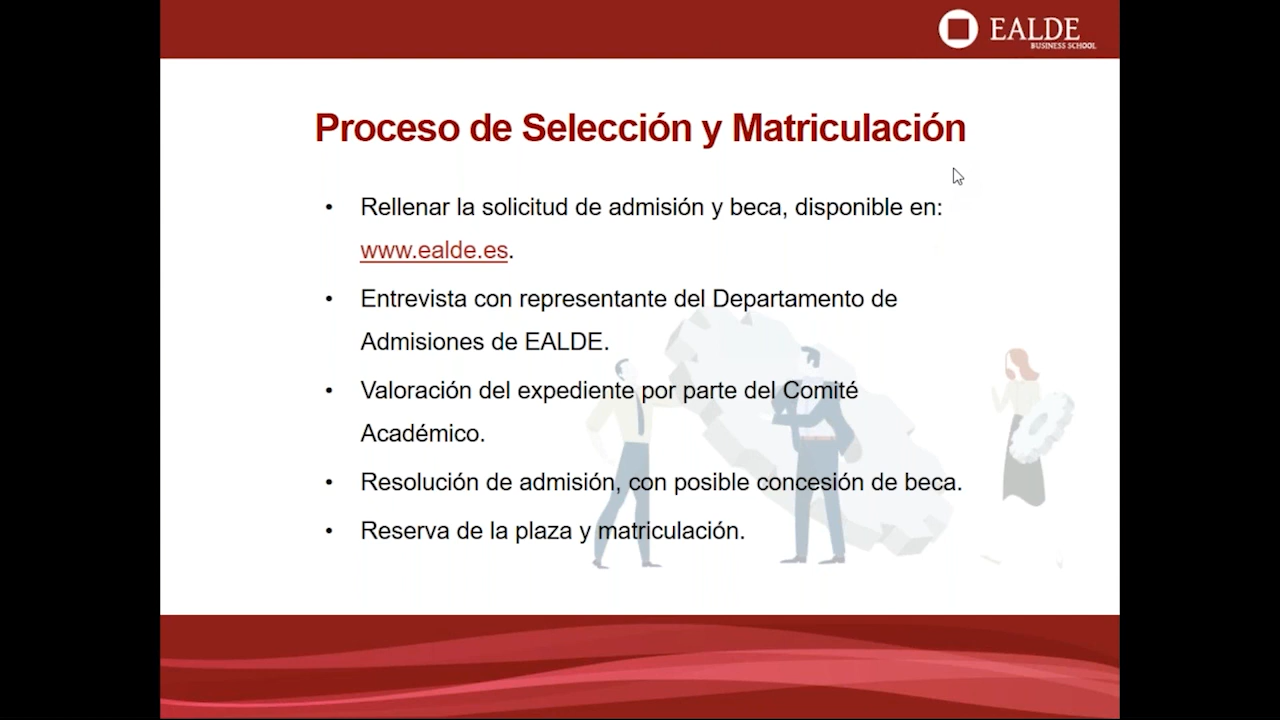 EALDE
BUSINESS SCHOOL
Proceso de Selección y Matriculación
• Rellenar la solicitud de admisión y beca, disponible en:
www.ealde.es.
• Entrevista con representante del Departamento de
Admisiones de EALDE.
• Valoración del expediente por parte del Comité
Académico.
• Resolución de admisión, con posible concesión de beca.
• Reserva de la plaza y matriculación.